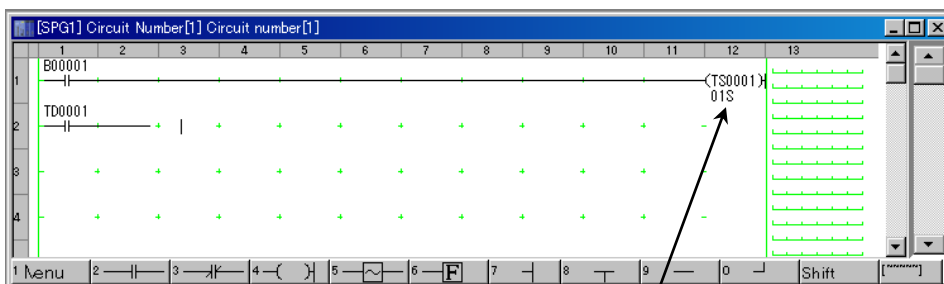 [SPG1] Circuit Number[1] Circuit number[1]
1 2 3 4 5 6 7 8 9 10 11 12 13
B00001
1
(TS0001)
01S
TD0001
2
3
4
1 Menu 2 3 4 5 6 F 7 8 9 0 Shift ["""""""]